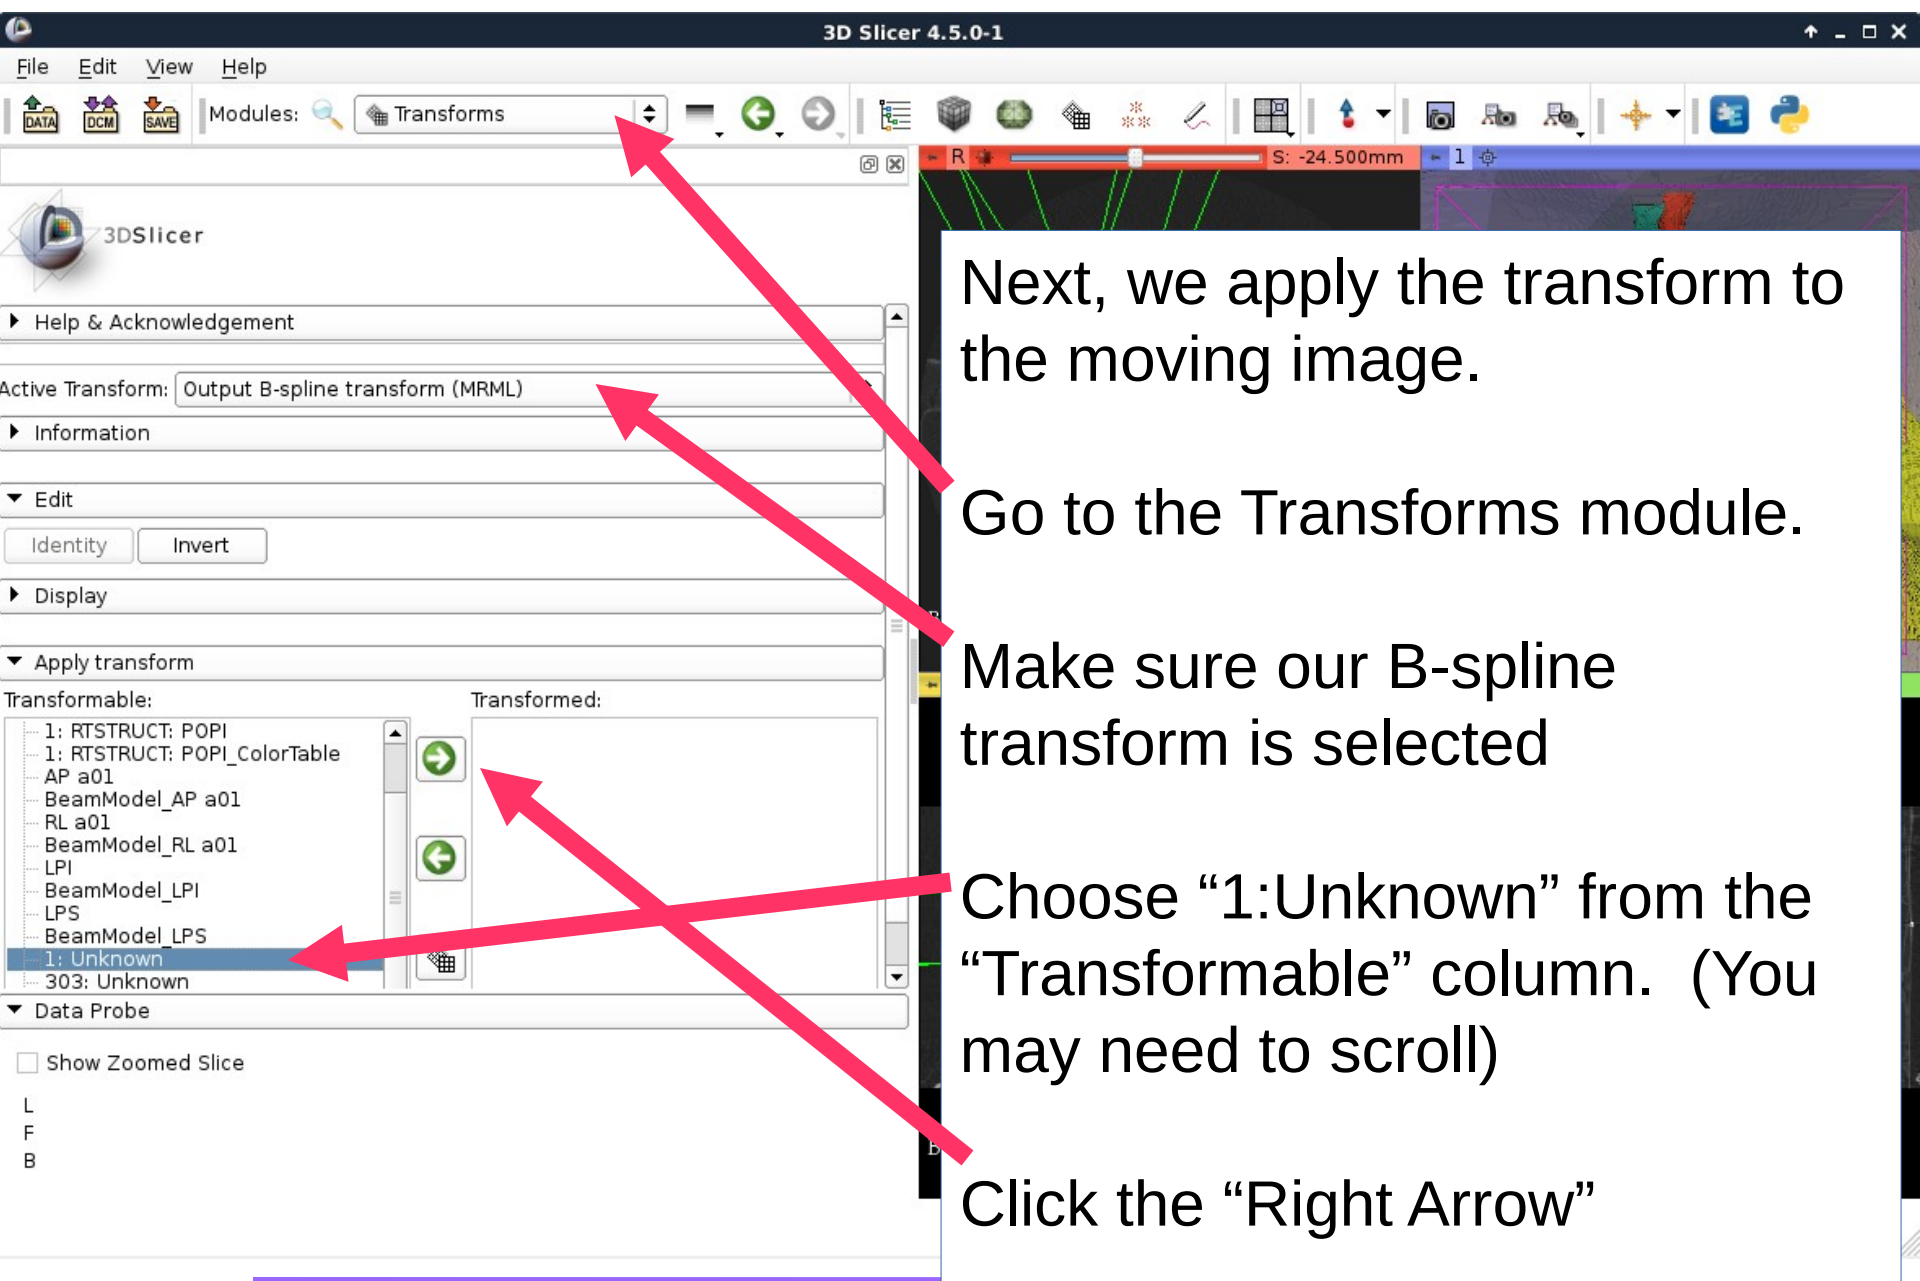 3D Slicer 4.5.0-1
File Edit View Help
DATA DCM SAVE Modules: Transforms
R S: -24.500mm 1
3DSlicer
Help & Acknowledgement
Active Transform: Output B-spline transform (MRML)
Information
Edit
Identity Invert
Display
Apply transform
Transformable: Transformed:
1: RTSTRUCT: POPI
1: RTSTRUCT: POPI_ColorTable
AP a01
BeamModel_AP a01
RL a01
BeamModel_RL a01
LPI
BeamModel_LPI
LPS
BeamModel_LPS
1: Unknown
303: Unknown
Data Probe
Show Zoomed Slice
L
F
B
Next, we apply the transform to
the moving image.
Go to the Transforms module.
Make sure our B-spline
transform is selected
Choose “1:Unknown” from the
“Transformable” column.  (You
may need to scroll)
Click the “Right Arrow”